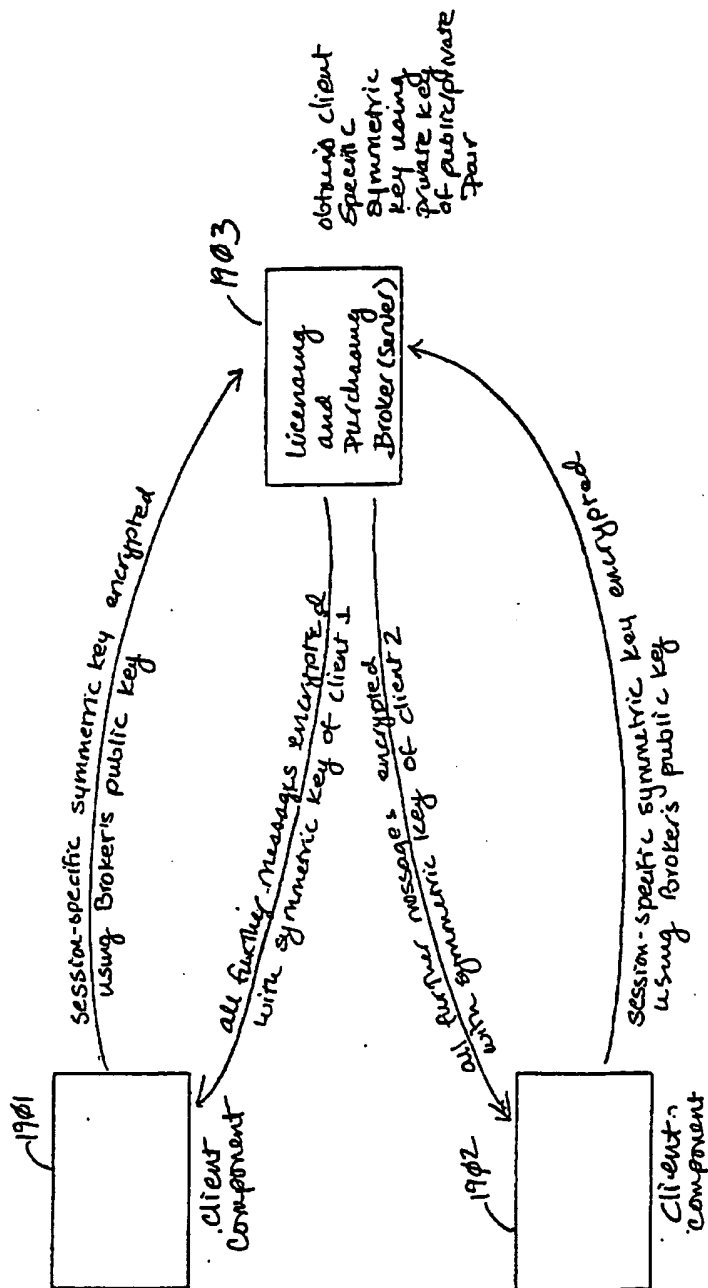 1901
client
component
session-specific symmetric key encrypted
using Broker's public key
all further messages encrypted
with symmetric key of client 1
1903
Licensing
and
Purchasing
Broker (Server)
obtains client
specific
symmetric
key using
private key
of public/private
Pair
all further messages encrypted
with symmetric key of client 2
1902
client
component
session-specific symmetric key encrypted
using Broker's public key